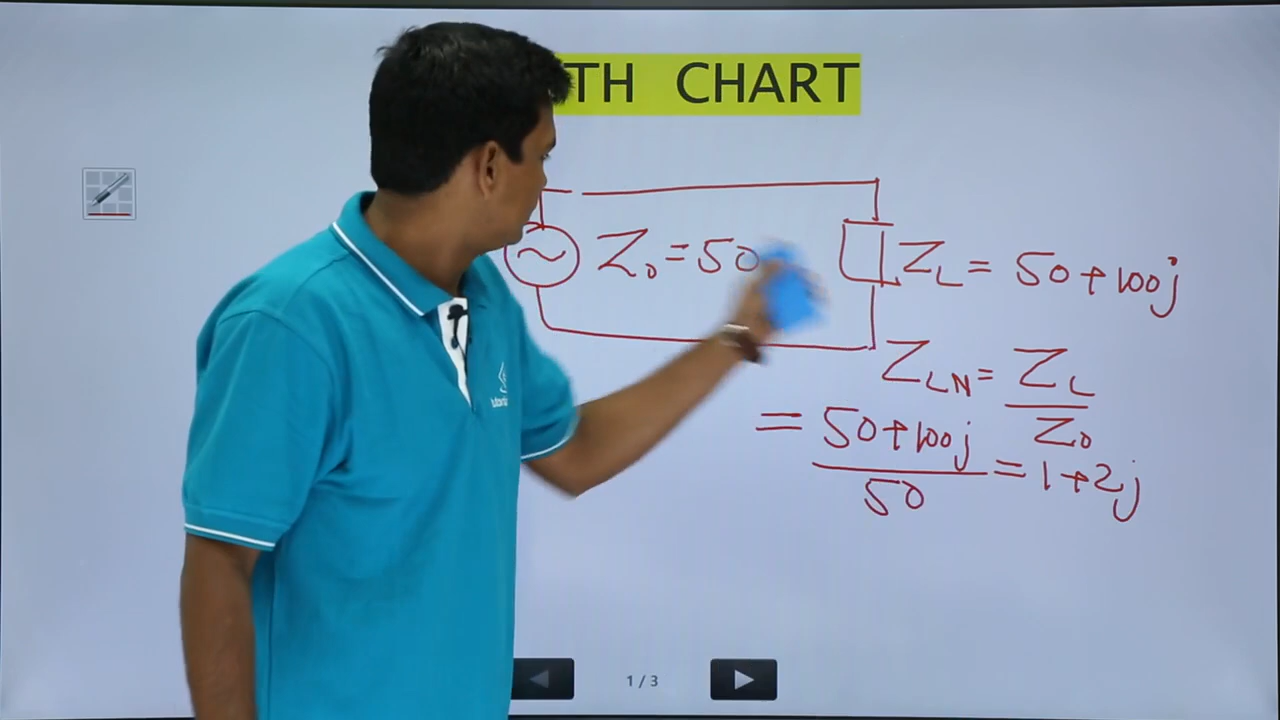 TH CHART
Z₀ = 50
Z_L = 50+100j
Z_LN = Z_L / Z₀
= 50+100j / 50 = 1+2j
1 / 3